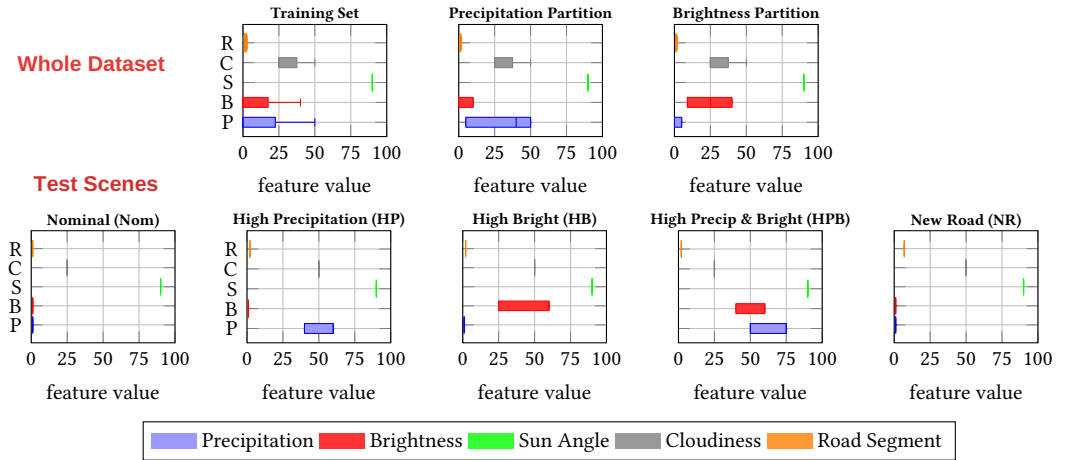 Training Set Precipitation Partition Brightness Partition
Whole Dataset
R
C
S
B
P
0 25 50 75 100 0 25 50 75 100 0 25 50 75 100
feature value feature value feature value
Test Scenes
Nominal (Nom) High Precipitation (HP) High Bright (HB) High Precip & Bright (HPB) New Road (NR)
R
C
S
B
P
0 25 50 75 100 0 25 50 75 100 0 25 50 75 100 0 25 50 75 100 0 25 50 75 100
feature value feature value feature value feature value feature value
Precipitation Brightness Sun Angle Cloudiness Road Segment